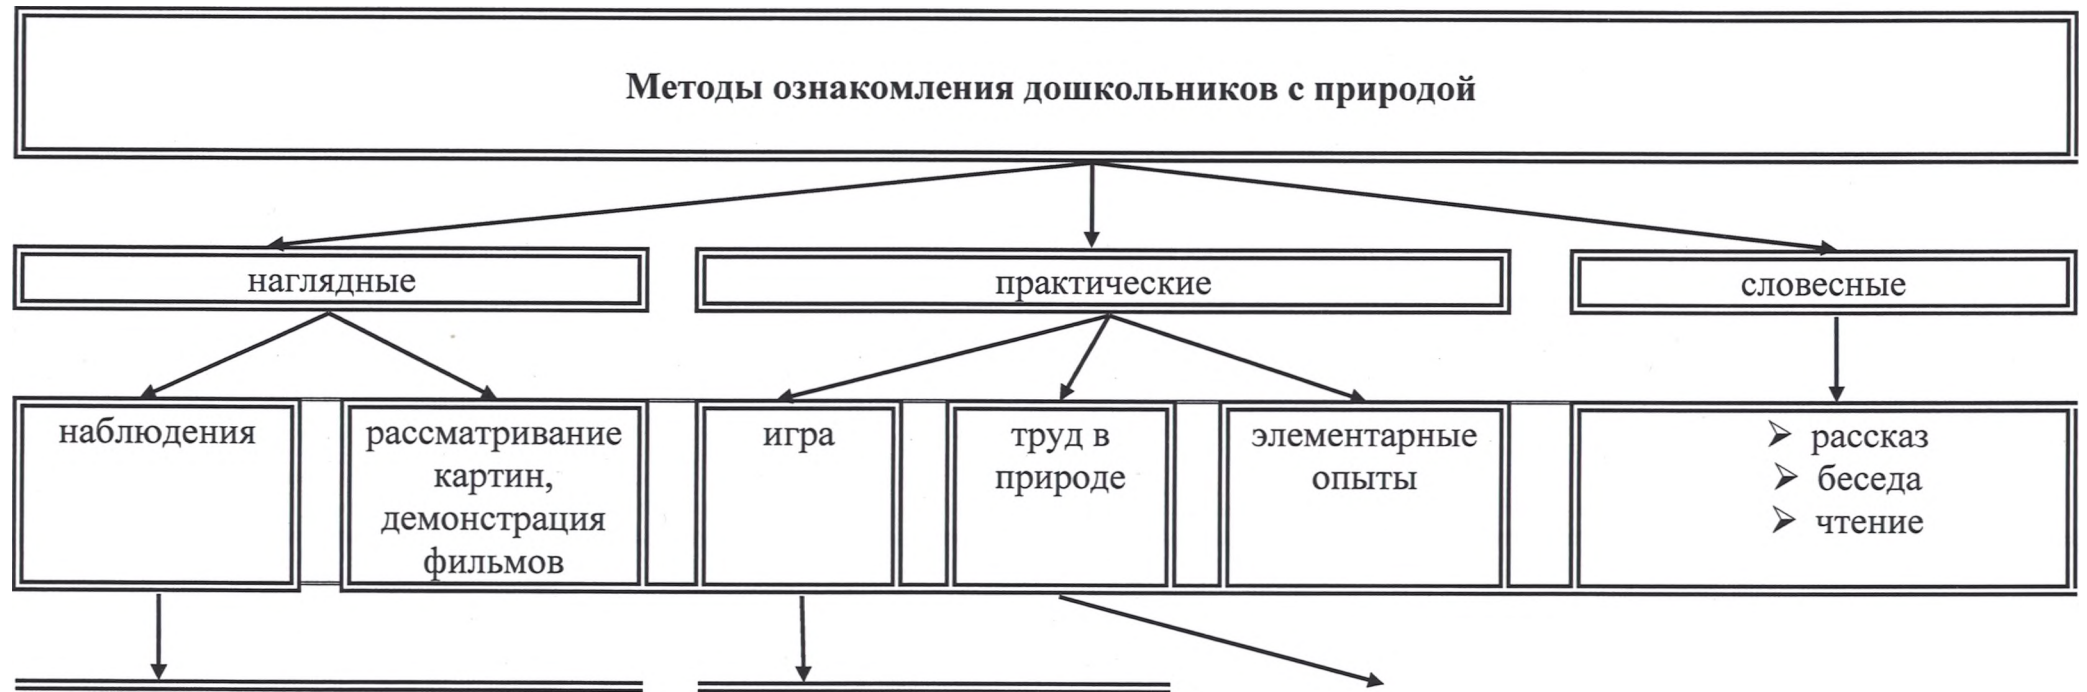 Методы ознакомления дошкольников с природой
наглядные
практические
словесные
наблюдения
рассматривание
картин,
демонстрация
фильмов
игра
труд в
природе
элементарные
опыты
➢ рассказ
➢ беседа
➢ чтение